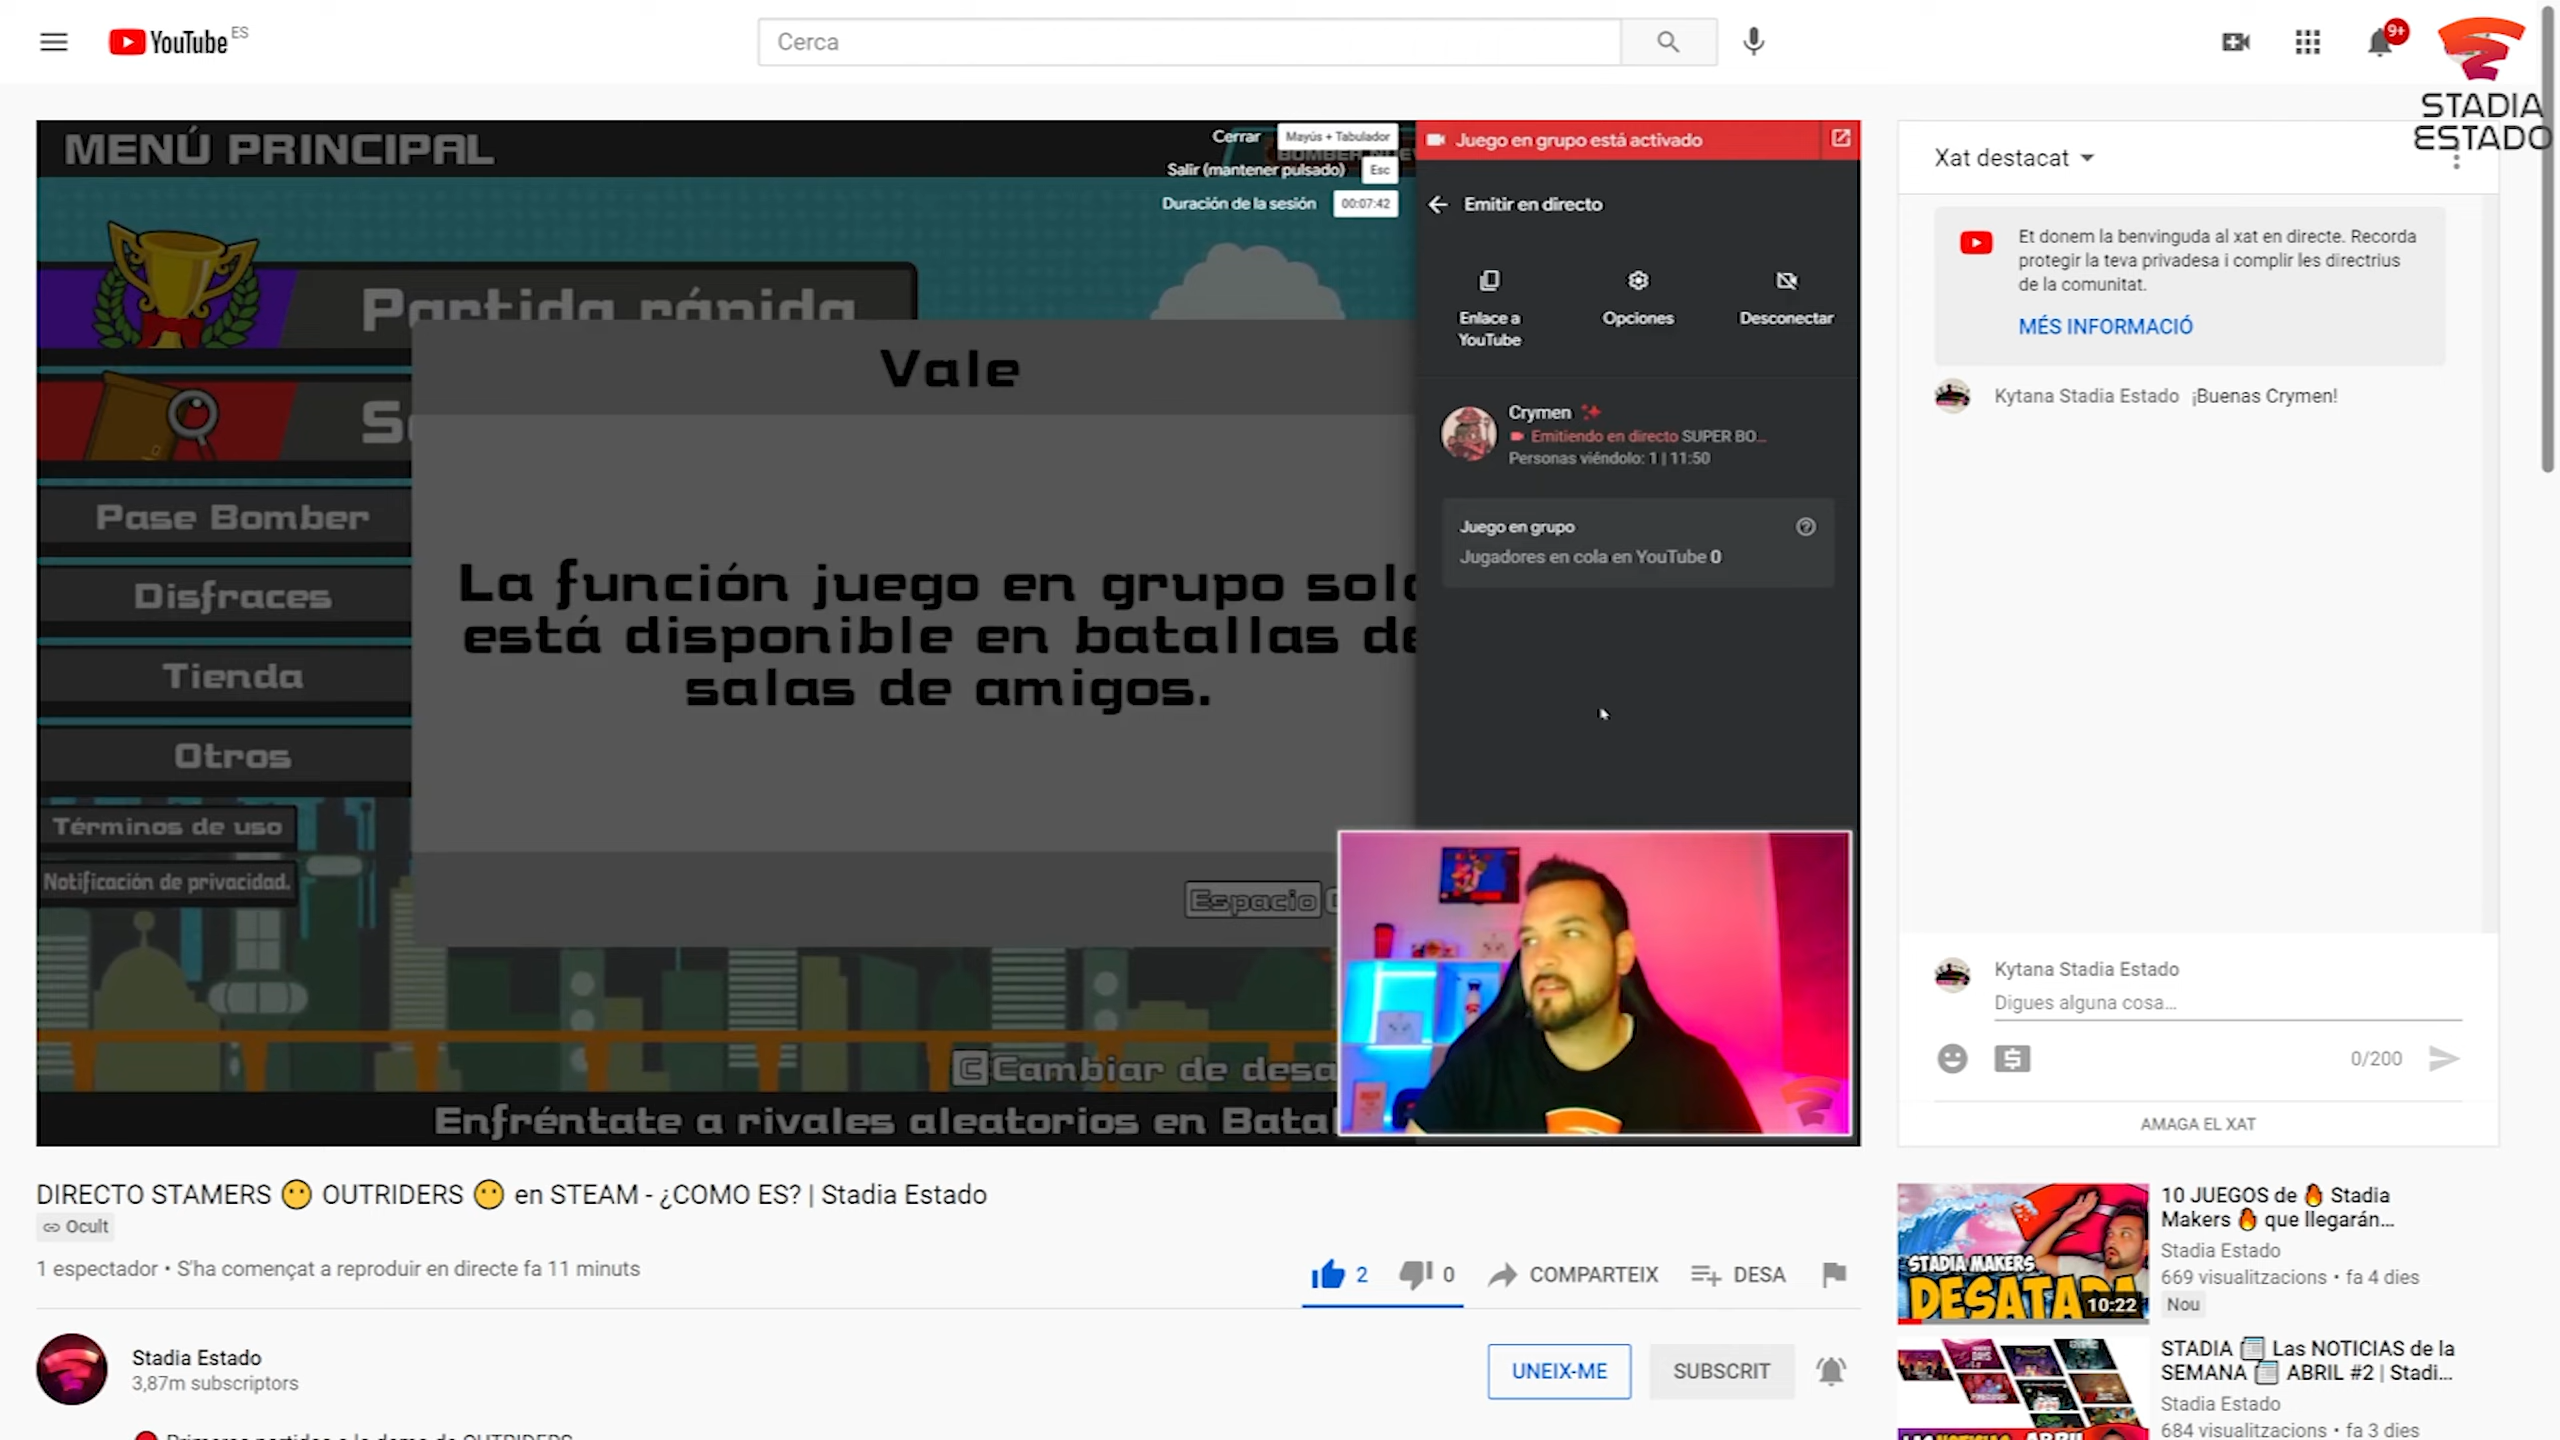 YouTube ES
Cerca
9+
STADIA
ESTADO
MENÚ PRINCIPAL
Cerrar Mayús + Tabulador
Salir (mantener pulsado) Esc
Duración de la sesión 00:07:42
Partida rápida
Vale
La función juego en grupo solo
está disponible en batallas de
salas de amigos.
Pase Bomber
Disfraces
Tienda
Otros
Términos de uso
Notificación de privacidad.
Espacio
C Cambiar de desa
Enfréntate a rivales aleatorios en Bata
Juego en grupo está activado
Emitir en directo
Enlace a
YouTube
Opciones
Desconectar
Crymen
Emitiendo en directo SUPER BO...
Personas viéndolo: 1 | 11:50
Juego en grupo
Jugadores en cola en YouTube 0
Xat destacat
Et donem la benvinguda al xat en directe. Recorda
protegir la teva privadesa i complir les directrius
de la comunitat.
MÉS INFORMACIÓ
Kytana Stadia Estado ¡Buenas Crymen!
Kytana Stadia Estado
Digues alguna cosa...
0/200
AMAGA EL XAT
DIRECTO STAMERS 😶 OUTRIDERS 😶 en STEAM - ¿COMO ES? | Stadia Estado
Ocult
1 espectador • S'ha començat a reproduir en directe fa 11 minuts
2 0 COMPARTEIX DESA
Stadia Estado
3,87m subscriptors
UNEIX-ME SUBSCRIT
Primeras partidas a la demo de OUTRIDERS
STADIA MAKERS
DESATADA
10:22
10 JUEGOS de 🔥 Stadia
Makers 🔥 que llegarán...
Stadia Estado
669 visualitzacions • fa 4 dies
Nou
STADIA 🗒 Las NOTICIAS de la
SEMANA 🗒 ABRIL #2 | Stadi...
Stadia Estado
684 visualitzacions • fa 3 dies